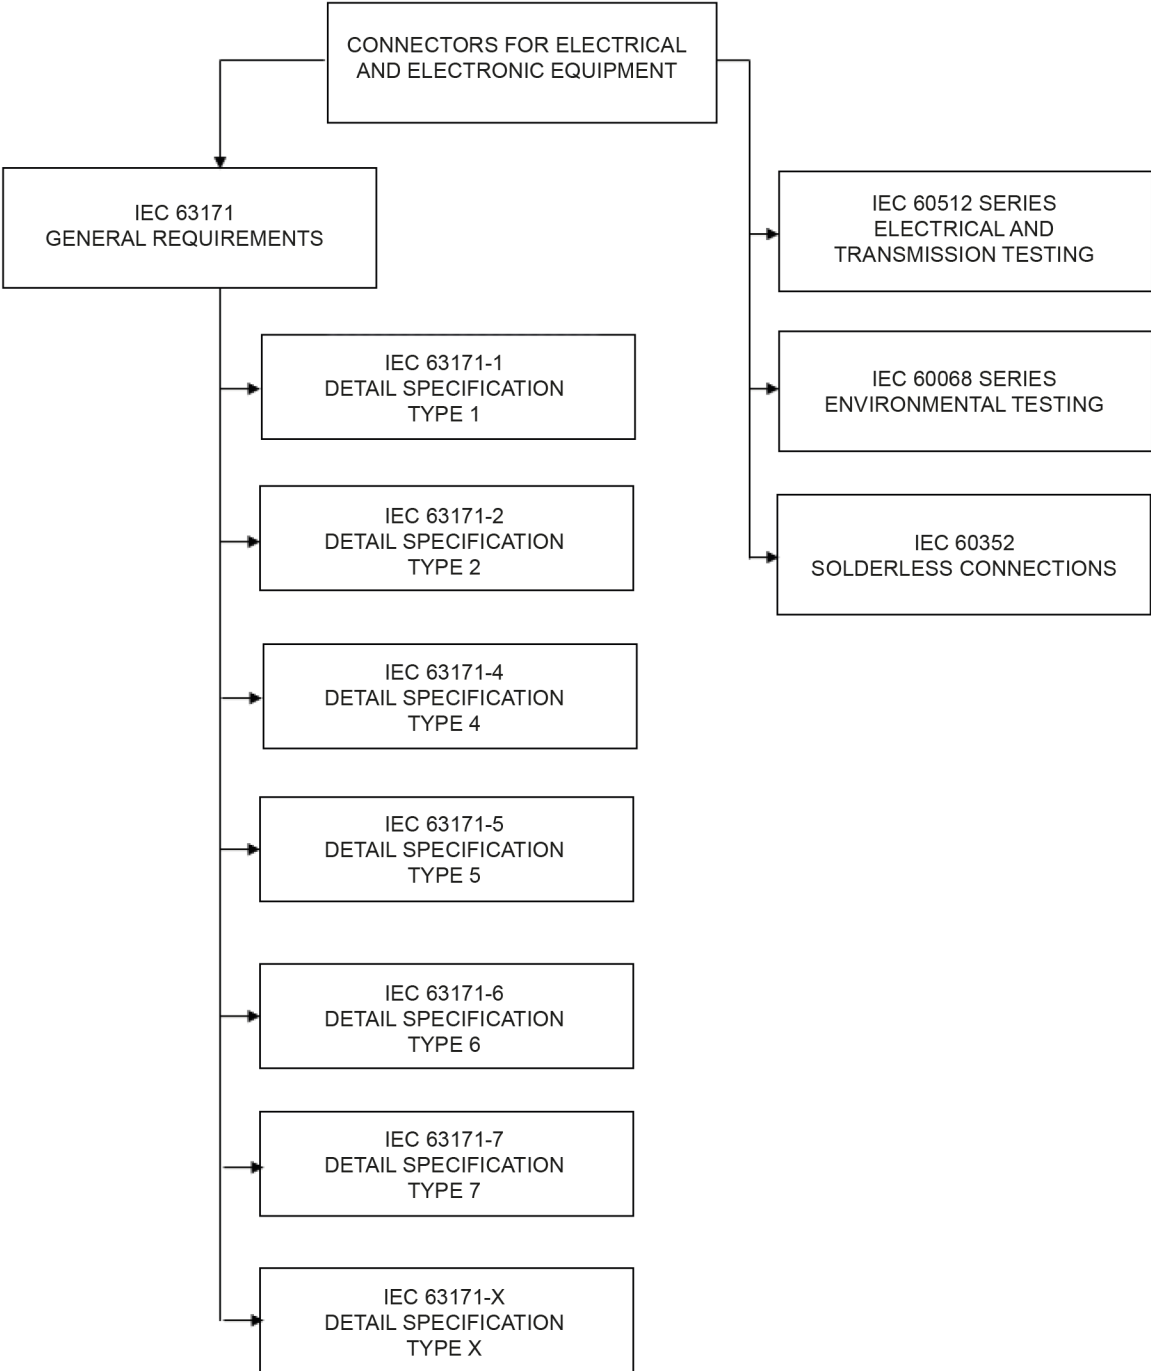 CONNECTORS FOR ELECTRICAL
AND ELECTRONIC EQUIPMENT
IEC 63171
GENERAL REQUIREMENTS
IEC 60512 SERIES
ELECTRICAL AND
TRANSMISSION TESTING
IEC 63171-1
DETAIL SPECIFICATION
TYPE 1
IEC 60068 SERIES
ENVIRONMENTAL TESTING
IEC 63171-2
DETAIL SPECIFICATION
TYPE 2
IEC 60352
SOLDERLESS CONNECTIONS
IEC 63171-4
DETAIL SPECIFICATION
TYPE 4
IEC 63171-5
DETAIL SPECIFICATION
TYPE 5
IEC 63171-6
DETAIL SPECIFICATION
TYPE 6
IEC 63171-7
DETAIL SPECIFICATION
TYPE 7
IEC 63171-X
DETAIL SPECIFICATION
TYPE X